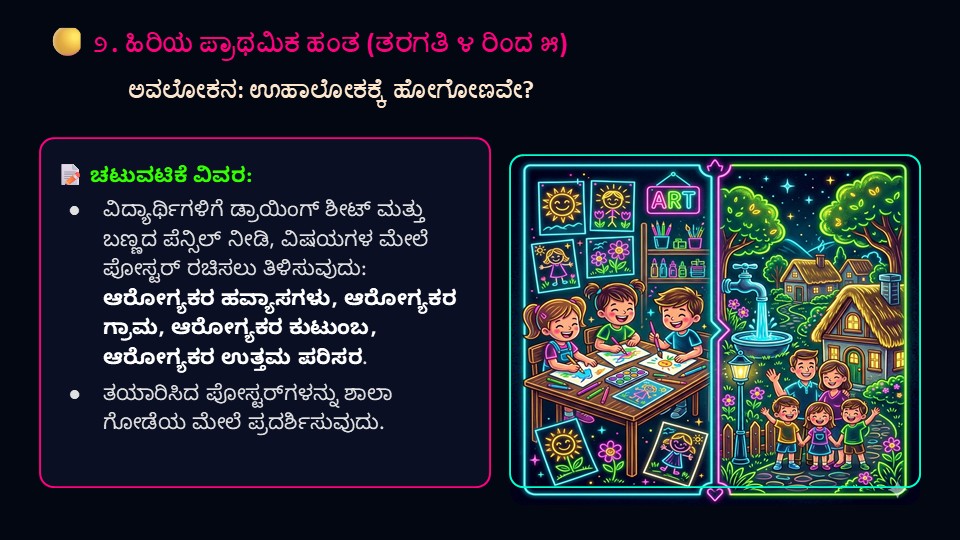 ೨. ಹಿರಿಯ ಪ್ರಾಥಮಿಕ ಹಂತ (ತರಗತಿ ೪ ರಿಂದ ೫)
ಅವಲೋಕನ: ಊಹಾಲೋಕಕ್ಕೆ ಹೋಗೋಣವೇ?
ಚಟುವಟಿಕೆ ವಿವರ:
● ವಿದ್ಯಾರ್ಥಿಗಳಿಗೆ ಡ್ರಾಯಿಂಗ್ ಶೀಟ್ ಮತ್ತು
ಬಣ್ಣದ ಪೆನ್ಸಿಲ್ ನೀಡಿ, ವಿಷಯಗಳ ಮೇಲೆ
ಪೋಸ್ಟರ್ ರಚಿಸಲು ತಿಳಿಸುವುದು:
ಆರೋಗ್ಯಕರ ಹವ್ಯಾಸಗಳು, ಆರೋಗ್ಯಕರ
ಗ್ರಾಮ, ಆರೋಗ್ಯಕರ ಕುಟುಂಬ,
ಆರೋಗ್ಯಕರ ಉತ್ತಮ ಪರಿಸರ.
● ತಯಾರಿಸಿದ ಪೋಸ್ಟರ್‌ಗಳನ್ನು ಶಾಲಾ
ಗೋಡೆಯ ಮೇಲೆ ಪ್ರದರ್ಶಿಸುವುದು.
ART